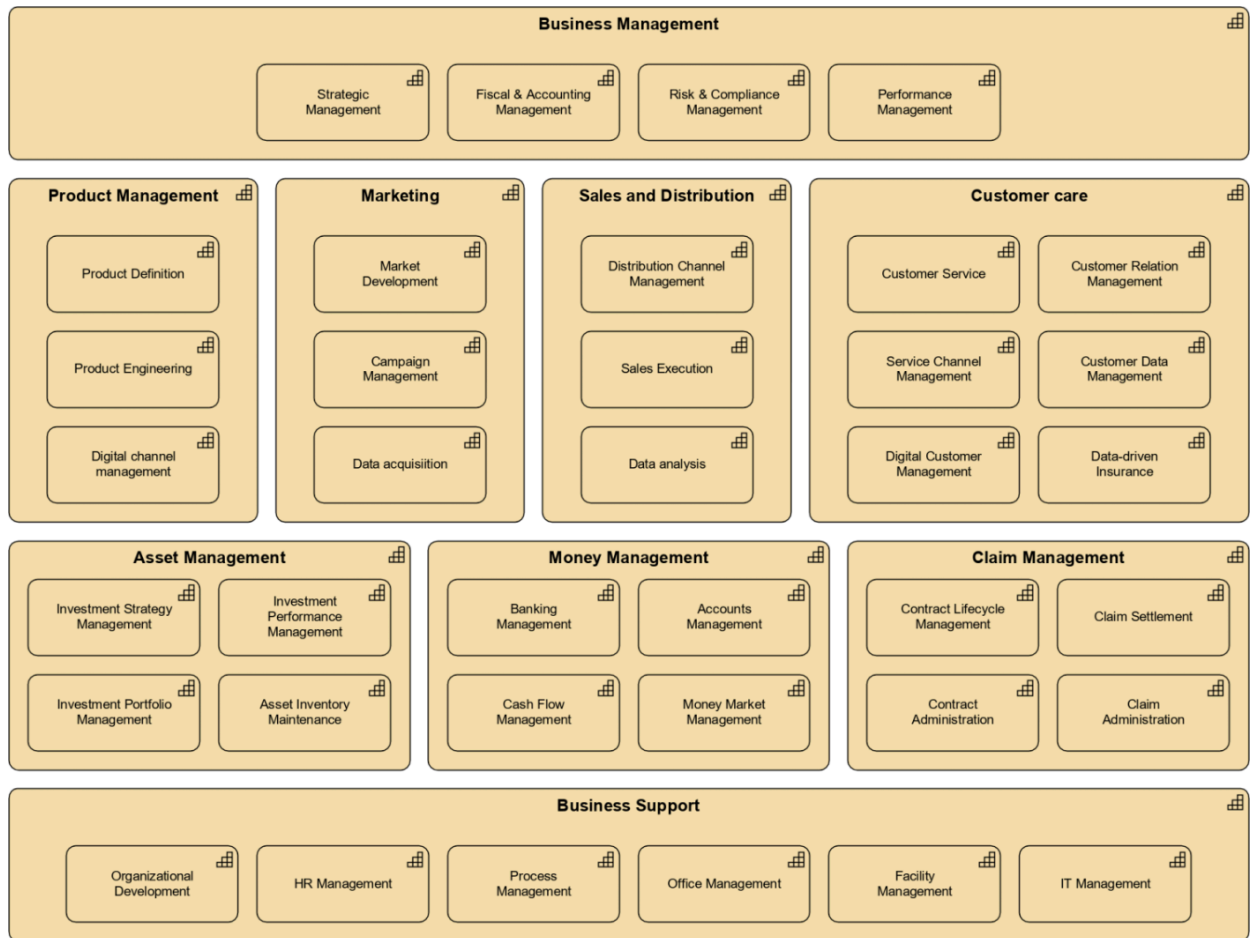 Business Management
Strategic
Management
Fiscal & Accounting
Management
Risk & Compliance
Management
Performance
Management
Product Management
Product Definition
Product Engineering
Digital channel
management
Marketing
Market
Development
Campaign
Management
Data acquisiition
Sales and Distribution
Distribution Channel
Management
Sales Execution
Data analysis
Customer care
Customer Service
Customer Relation
Management
Service Channel
Management
Customer Data
Management
Digital Customer
Management
Data-driven
Insurance
Asset Management
Investment Strategy
Management
Investment
Performance
Management
Investment Portfolio
Management
Asset Inventory
Maintenance
Money Management
Banking
Management
Accounts
Management
Cash Flow
Management
Money Market
Management
Claim Management
Contract Lifecycle
Management
Claim Settlement
Contract
Administration
Claim
Administration
Business Support
Organizational
Development
HR Management
Process
Management
Office Management
Facility
Management
IT Management